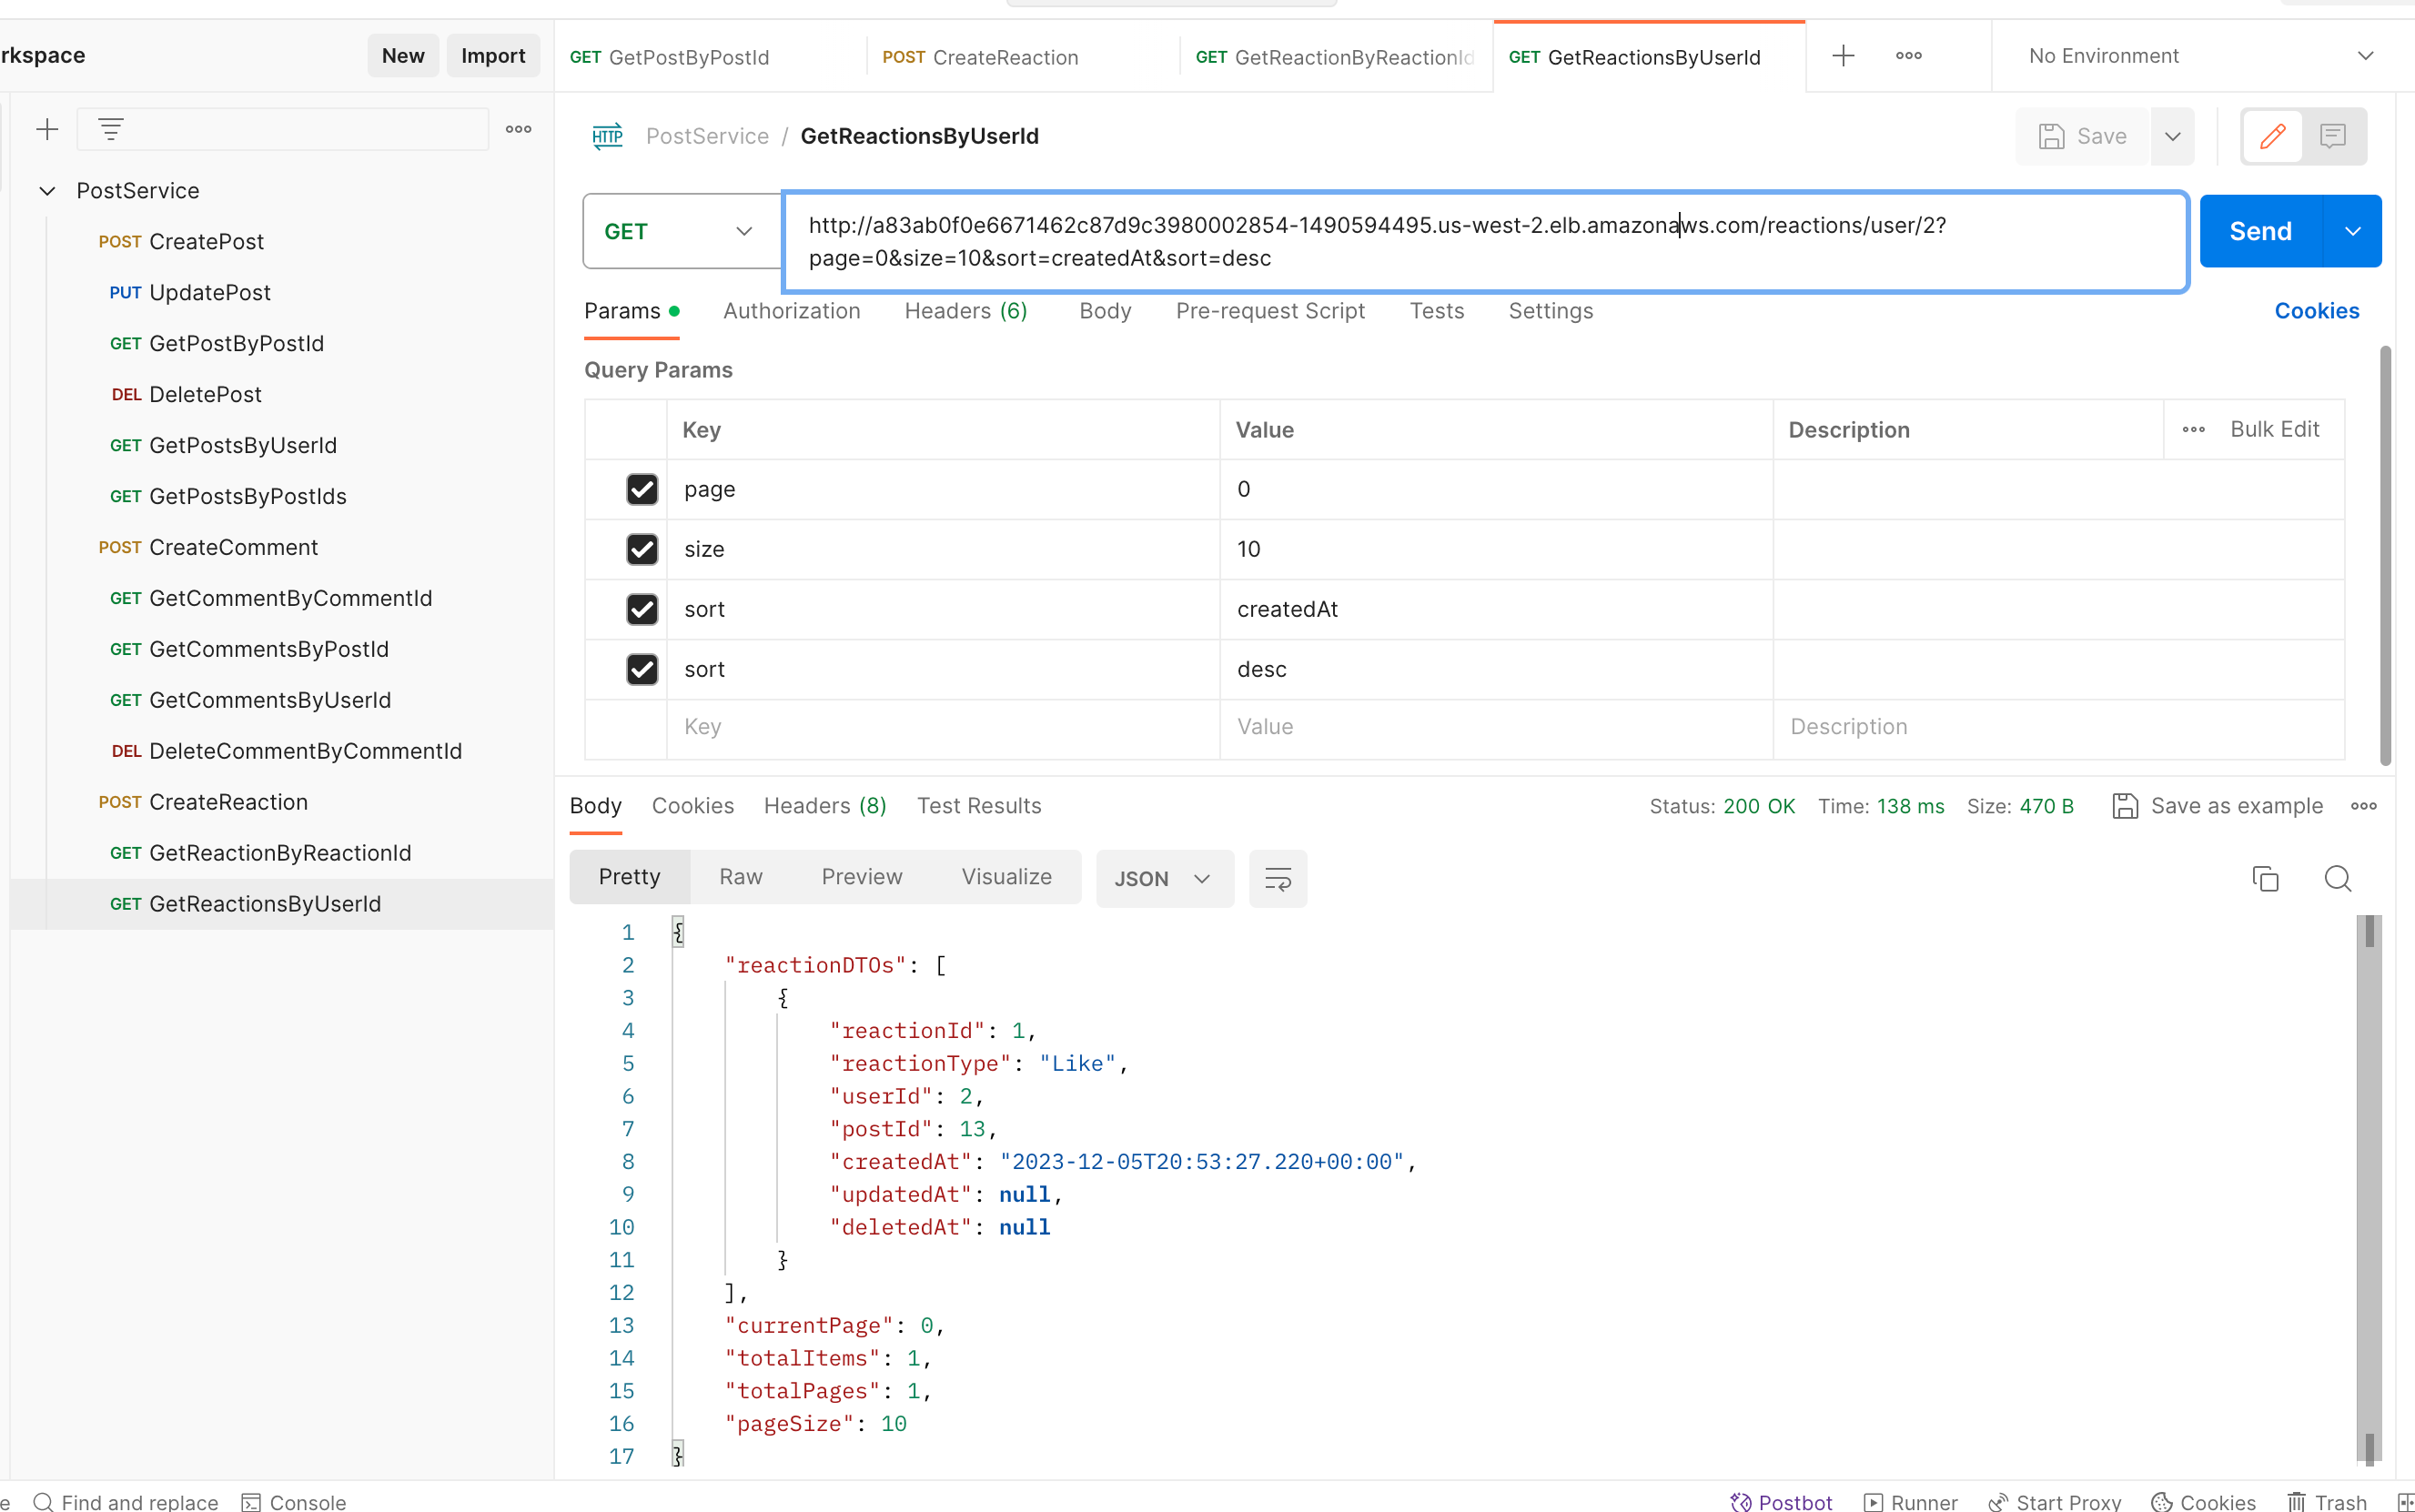 rkspace
New
Import
GET GetPostByPostId
POST CreateReaction
GET GetReactionByReactionId
GET GetReactionsByUserId
No Environment
PostService
POST CreatePost
PUT UpdatePost
GET GetPostByPostId
DEL DeletePost
GET GetPostsByUserId
GET GetPostsByPostIds
POST CreateComment
GET GetCommentByCommentId
GET GetCommentsByPostId
GET GetCommentsByUserId
DEL DeleteCommentByCommentId
POST CreateReaction
GET GetReactionByReactionId
GET GetReactionsByUserId
HTTP PostService / GetReactionsByUserId
Save
GET
http://a83ab0f0e6671462c87d9c3980002854-1490594495.us-west-2.elb.amazonaws.com/reactions/user/2?
page=0&size=10&sort=createdAt&sort=desc
Send
Params Authorization Headers (6) Body Pre-request Script Tests Settings Cookies
Query Params
Key Value Description Bulk Edit
page 0
size 10
sort createdAt
sort desc
Key Value Description
Body Cookies Headers (8) Test Results Status: 200 OK Time: 138 ms Size: 470 B Save as example
Pretty Raw Preview Visualize JSON
1 {
2 "reactionDTOs": [
3 {
4 "reactionId": 1,
5 "reactionType": "Like",
6 "userId": 2,
7 "postId": 13,
8 "createdAt": "2023-12-05T20:53:27.220+00:00",
9 "updatedAt": null,
10 "deletedAt": null
11 }
12 ],
13 "currentPage": 0,
14 "totalItems": 1,
15 "totalPages": 1,
16 "pageSize": 10
17 }
e Find and replace Console Postbot Runner Start Proxy Cookies Trash